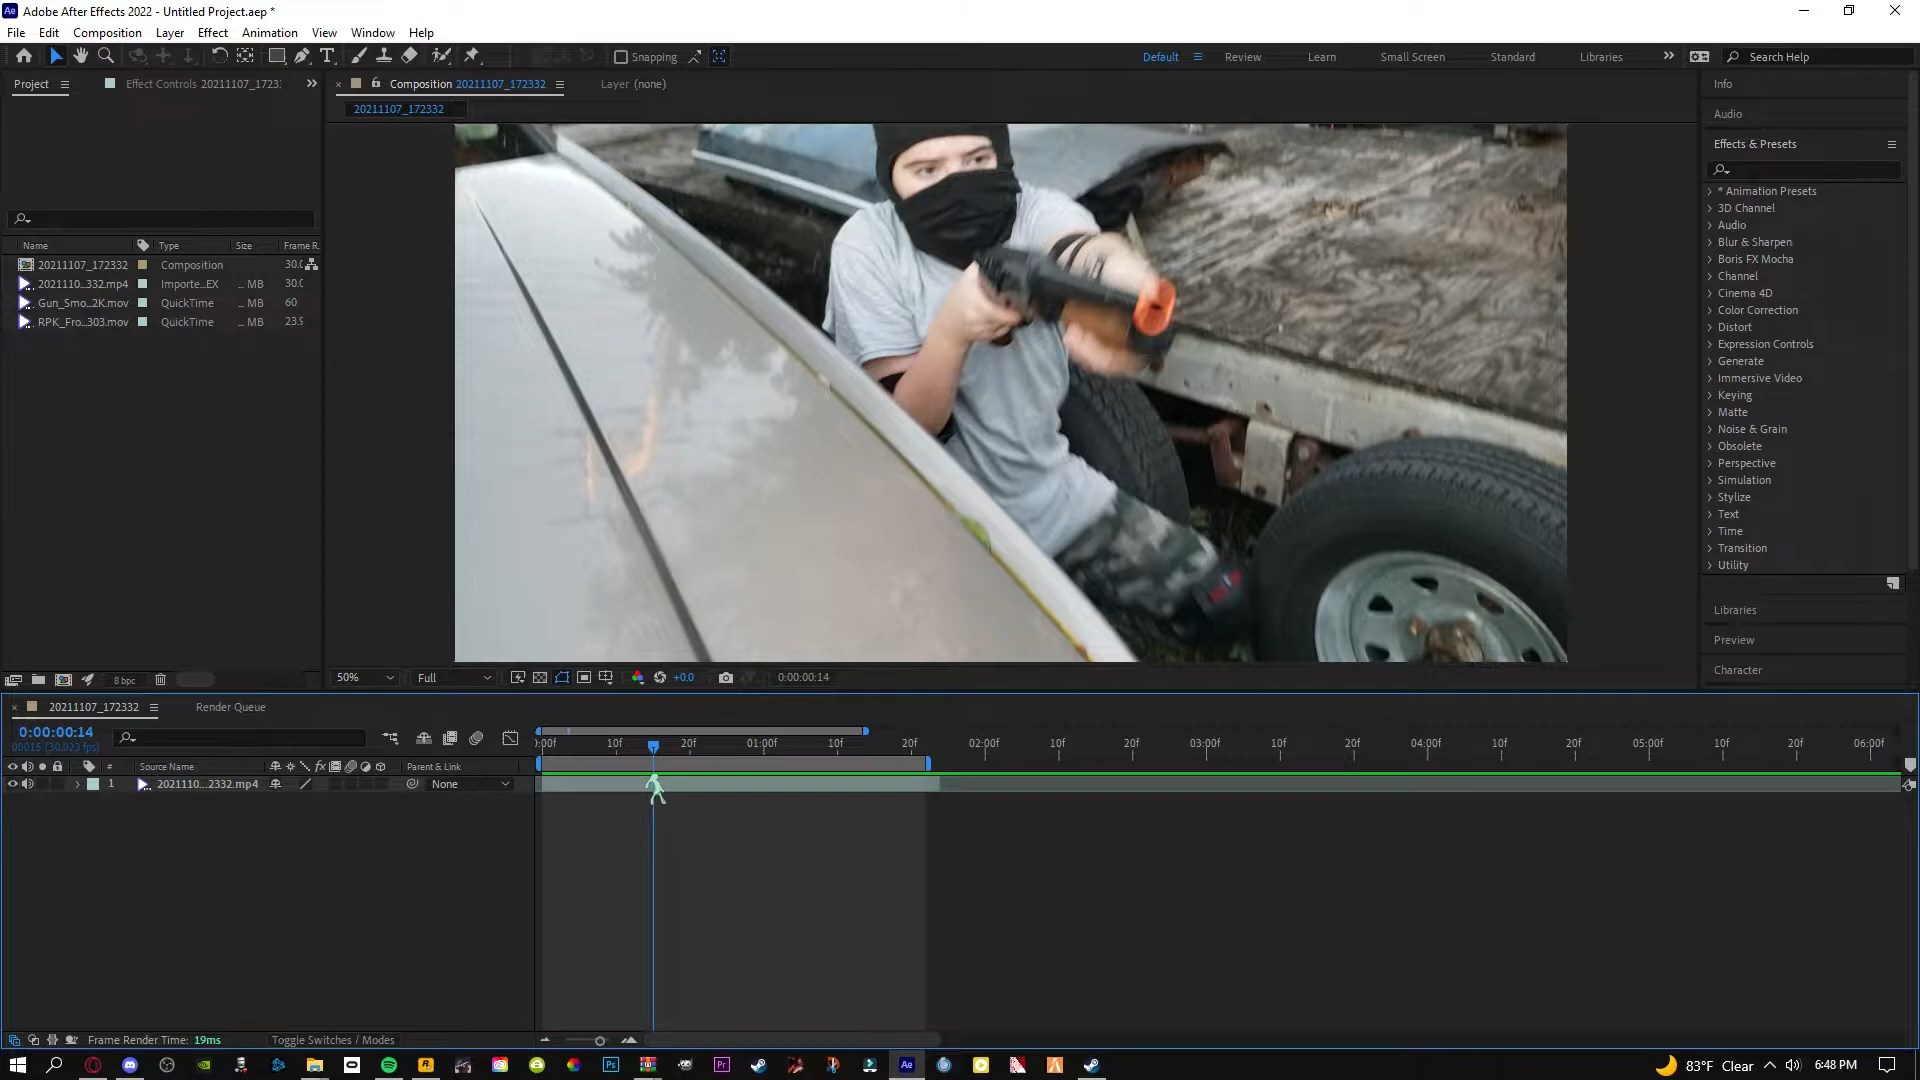 Adobe After Effects 2022 - Untitled Project.aep *
File Edit Composition Layer Effect Animation View Window Help
Snapping
Default Review Learn Small Screen Standard Libraries Search Help
Project Effect Controls 20211107_1723:
Composition 20211107_172332 Layer (none)
20211107_172332
Name Type Size Frame R.
20211107_172332 Composition 30.0
2021110...332.mp4 Importe...EX ... MB 30.0
Gun_Smo...2K.mov QuickTime ... MB 60
RPK_Fro...303.mov QuickTime ... MB 23.9
8 bpc
50% Full +0.0 0:00:00:14
Info
Audio
Effects & Presets
* Animation Presets
3D Channel
Audio
Blur & Sharpen
Boris FX Mocha
Channel
Cinema 4D
Color Correction
Distort
Expression Controls
Generate
Immersive Video
Keying
Matte
Noise & Grain
Obsolete
Perspective
Simulation
Stylize
Text
Time
Transition
Utility
Libraries
Preview
Character
20211107_172332 Render Queue
0:00:00:14
00015 (30.023 fps)
):00f 10f 20f 01:00f 10f 20f 02:00f 10f 20f 03:00f 10f 20f 04:00f 10f 20f 05:00f 10f 20f 06:00f
# Source Name fx Parent & Link
1 2021110...2332.mp4 None
Frame Render Time: 19ms Toggle Switches / Modes
Ps Pr Ae
83°F Clear 6:48 PM